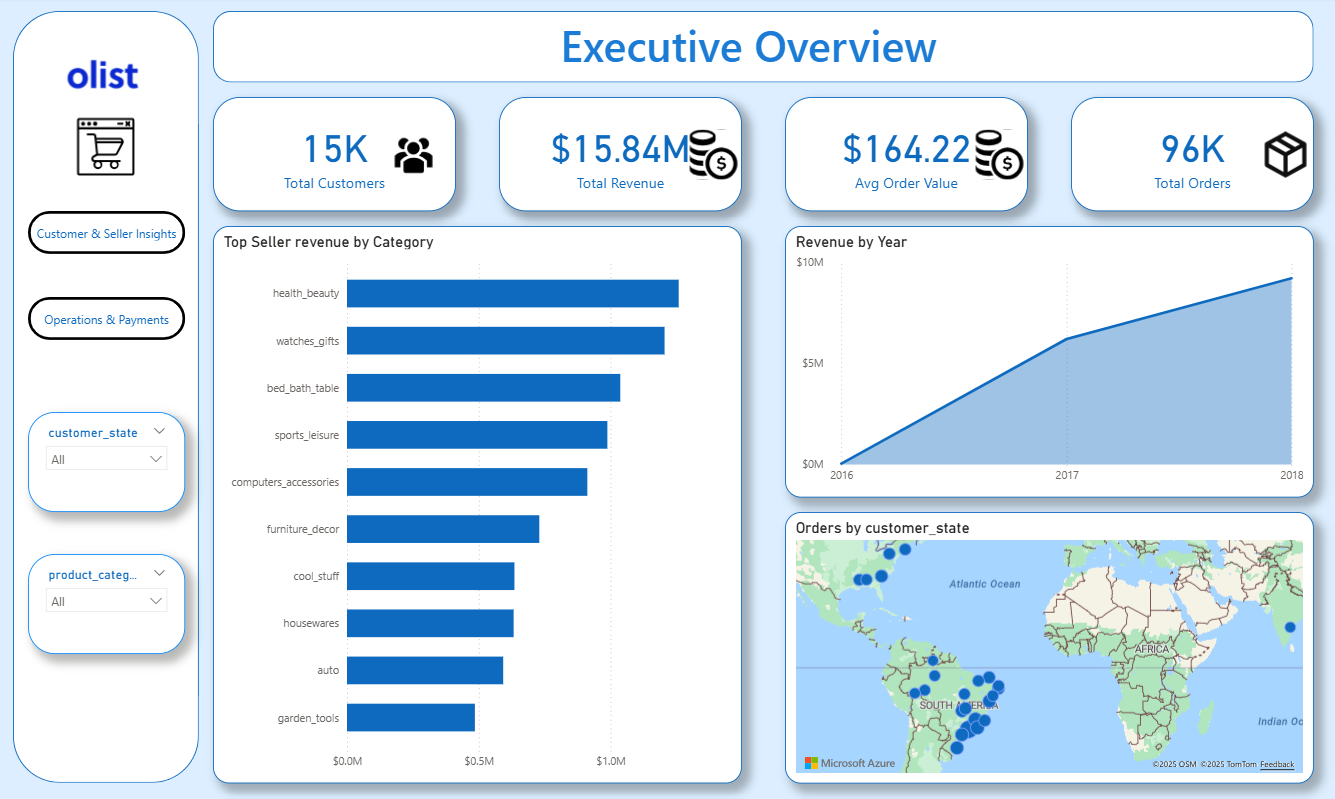 olist
Customer & Seller Insights
Operations & Payments
customer_state
All
product_categ...
All
Executive Overview
15K
Total Customers
$15.84M
Total Revenue
$164.22
Avg Order Value
96K
Total Orders
Top Seller revenue by Category
health_beauty
watches_gifts
bed_bath_table
sports_leisure
computers_accessories
furniture_decor
cool_stuff
housewares
auto
garden_tools
$0.0M $0.5M $1.0M
Revenue by Year
$10M
$5M
$0M
2016 2017 2018
Orders by customer_state
Atlantic Ocean
AFRICA
SOUTH AMERICA
Indian Oc
Microsoft Azure
©2025 OSM ©2025 TomTom Feedback